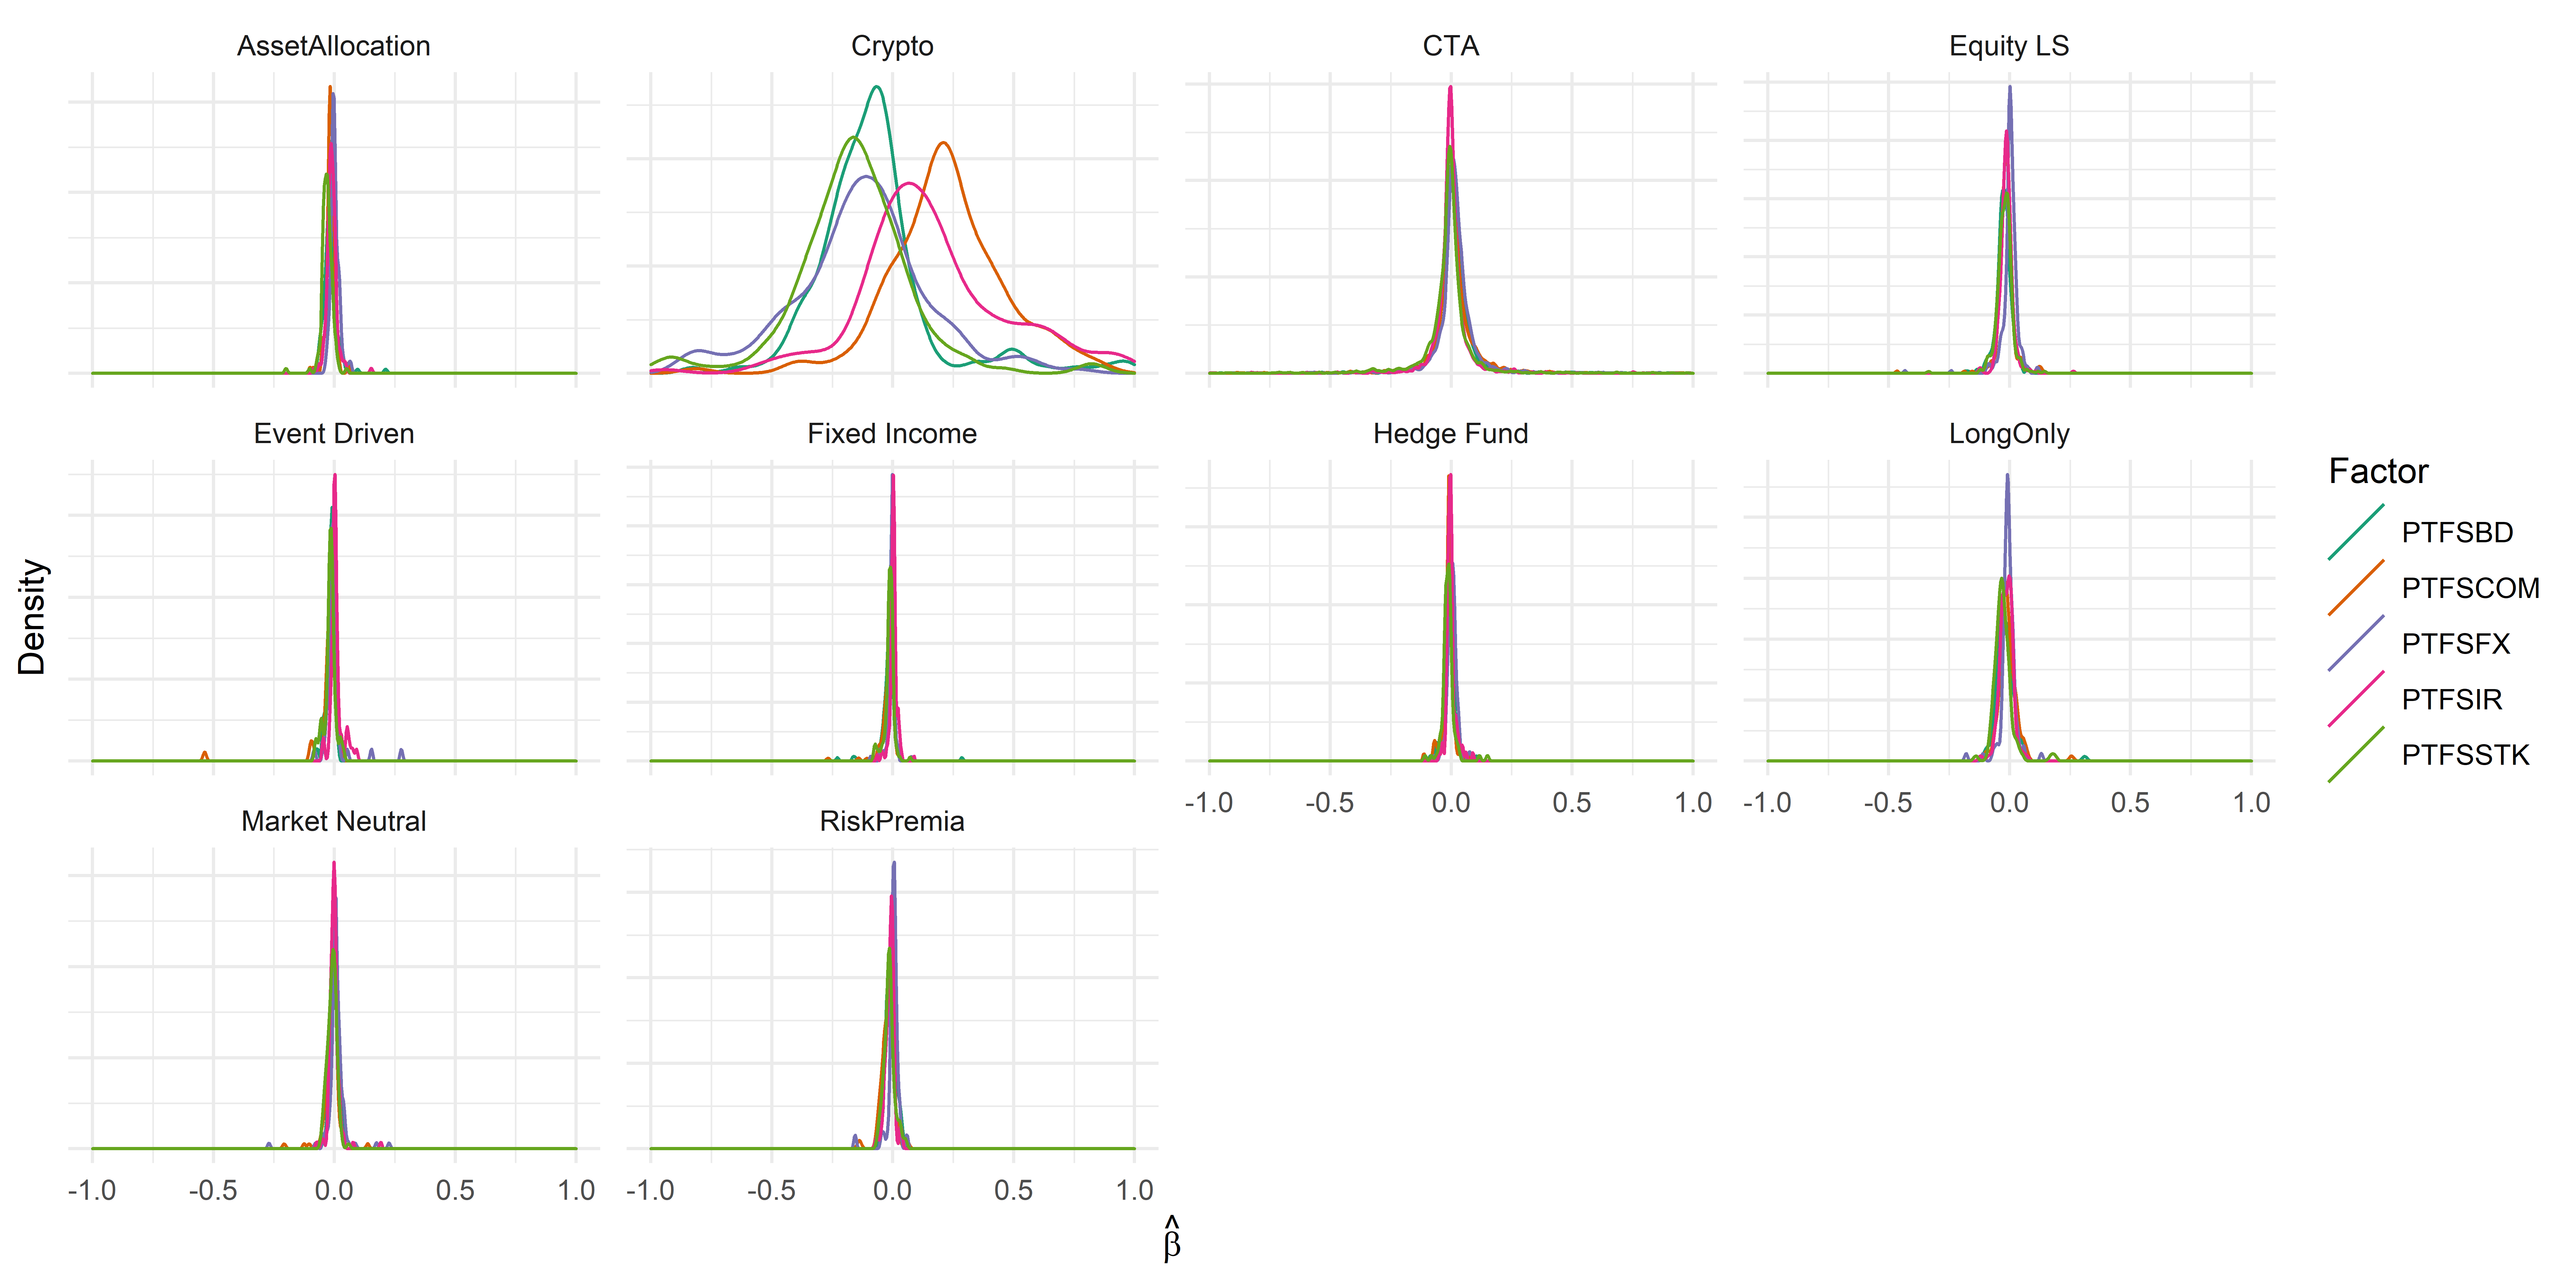 AssetAllocation
Crypto
CTA
Equity LS
Event Driven
Fixed Income
Hedge Fund
LongOnly
-1.0 -0.5 0.0 0.5 1.0
-1.0 -0.5 0.0 0.5 1.0
Market Neutral
RiskPremia
-1.0 -0.5 0.0 0.5 1.0
-1.0 -0.5 0.0 0.5 1.0
Density
β̂
Factor
PTFSBD
PTFSCOM
PTFSFX
PTFSIR
PTFSSTK